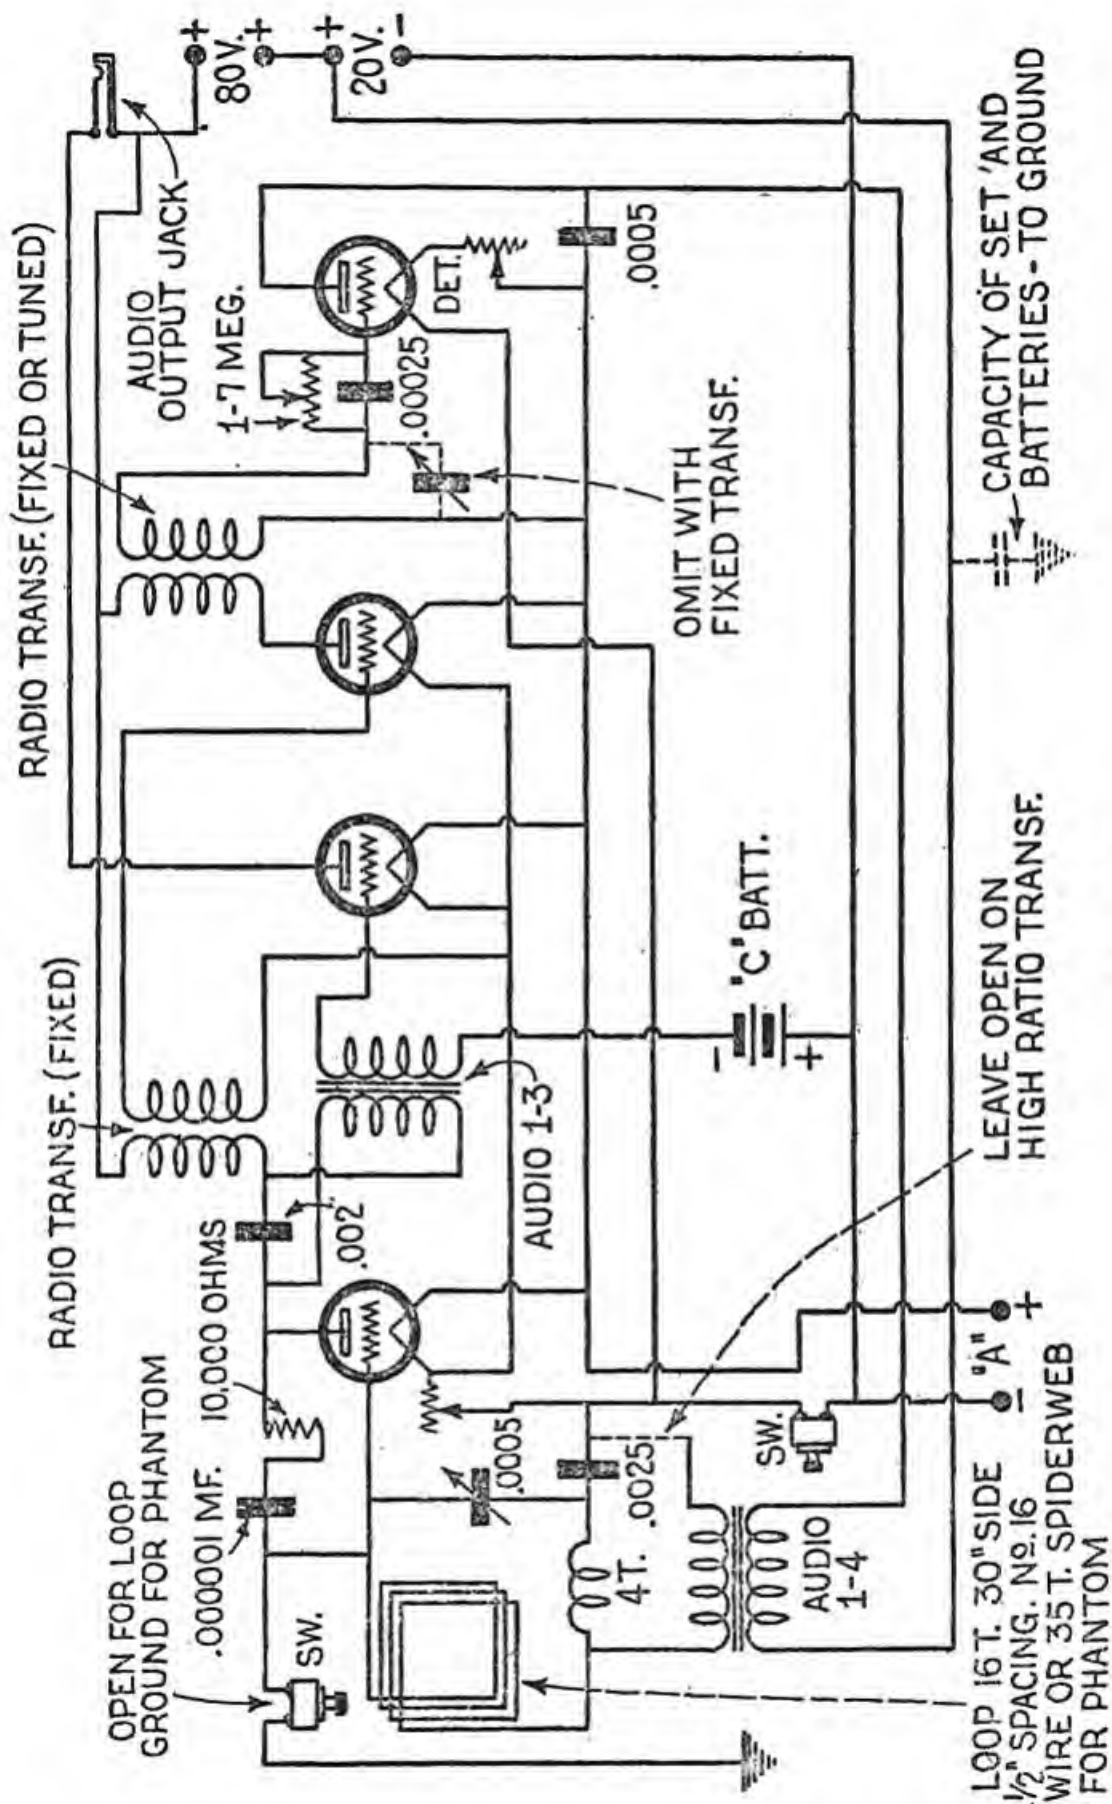 RADIO TRANSF. (FIXED)
RADIO TRANSF. (FIXED OR TUNED)
OPEN FOR LOOP
GROUND FOR PHANTOM
.00001 MF.
10,000 OHMS
.002
SW.
AUDIO
OUTPUT JACK
1-7 MEG.
.00025
DET.
+
80V.
+
+
20V.
-
.0005
.0005
AUDIO 1-3
4T.
.0025
OMIT WITH
FIXED TRANSF.
-
"C" BATT.
+
SW.
AUDIO
1-4
LEAVE OPEN ON
HIGH RATIO TRANSF.
- "A" +
CAPACITY OF SET 'AND
BATTERIES - TO GROUND
LOOP 16T. 30" SIDE
1/2" SPACING. No. 16
WIRE OR 35T. SPIDERWEB
FOR PHANTOM